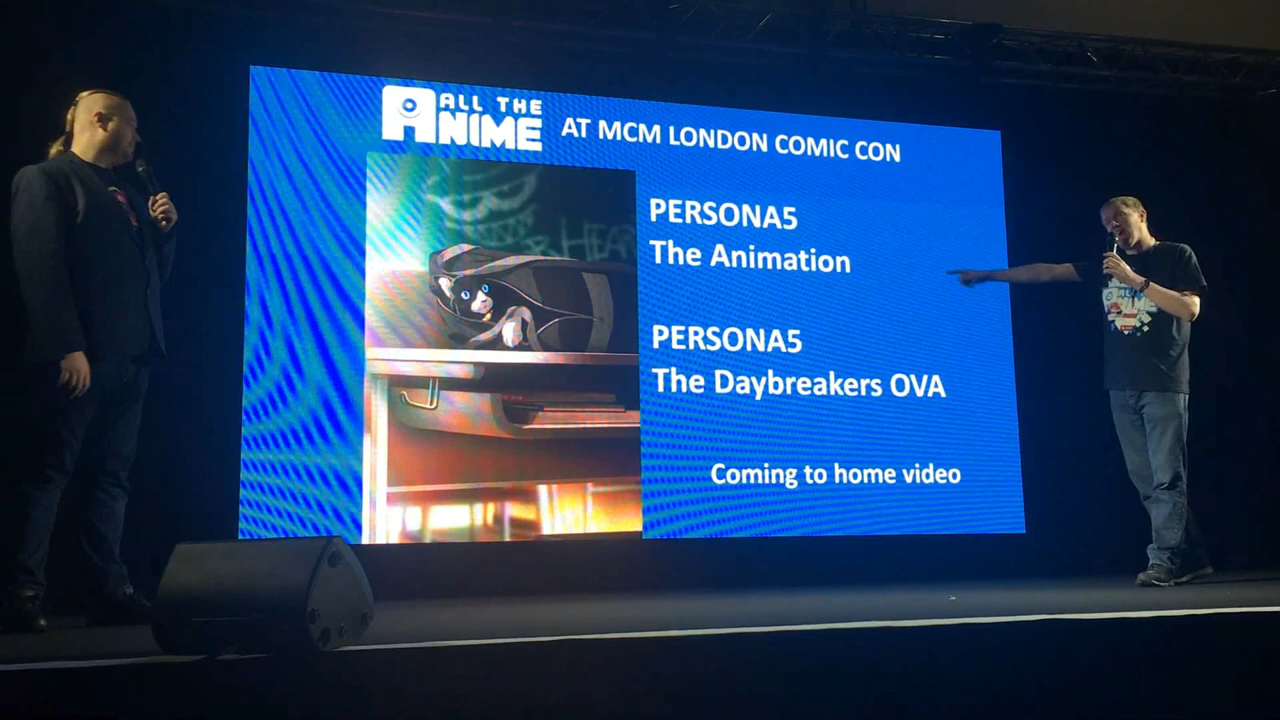 ALL THE
ANIME
AT MCM LONDON COMIC CON
PERSONA5
The Animation
PERSONA5
The Daybreakers OVA
Coming to home video